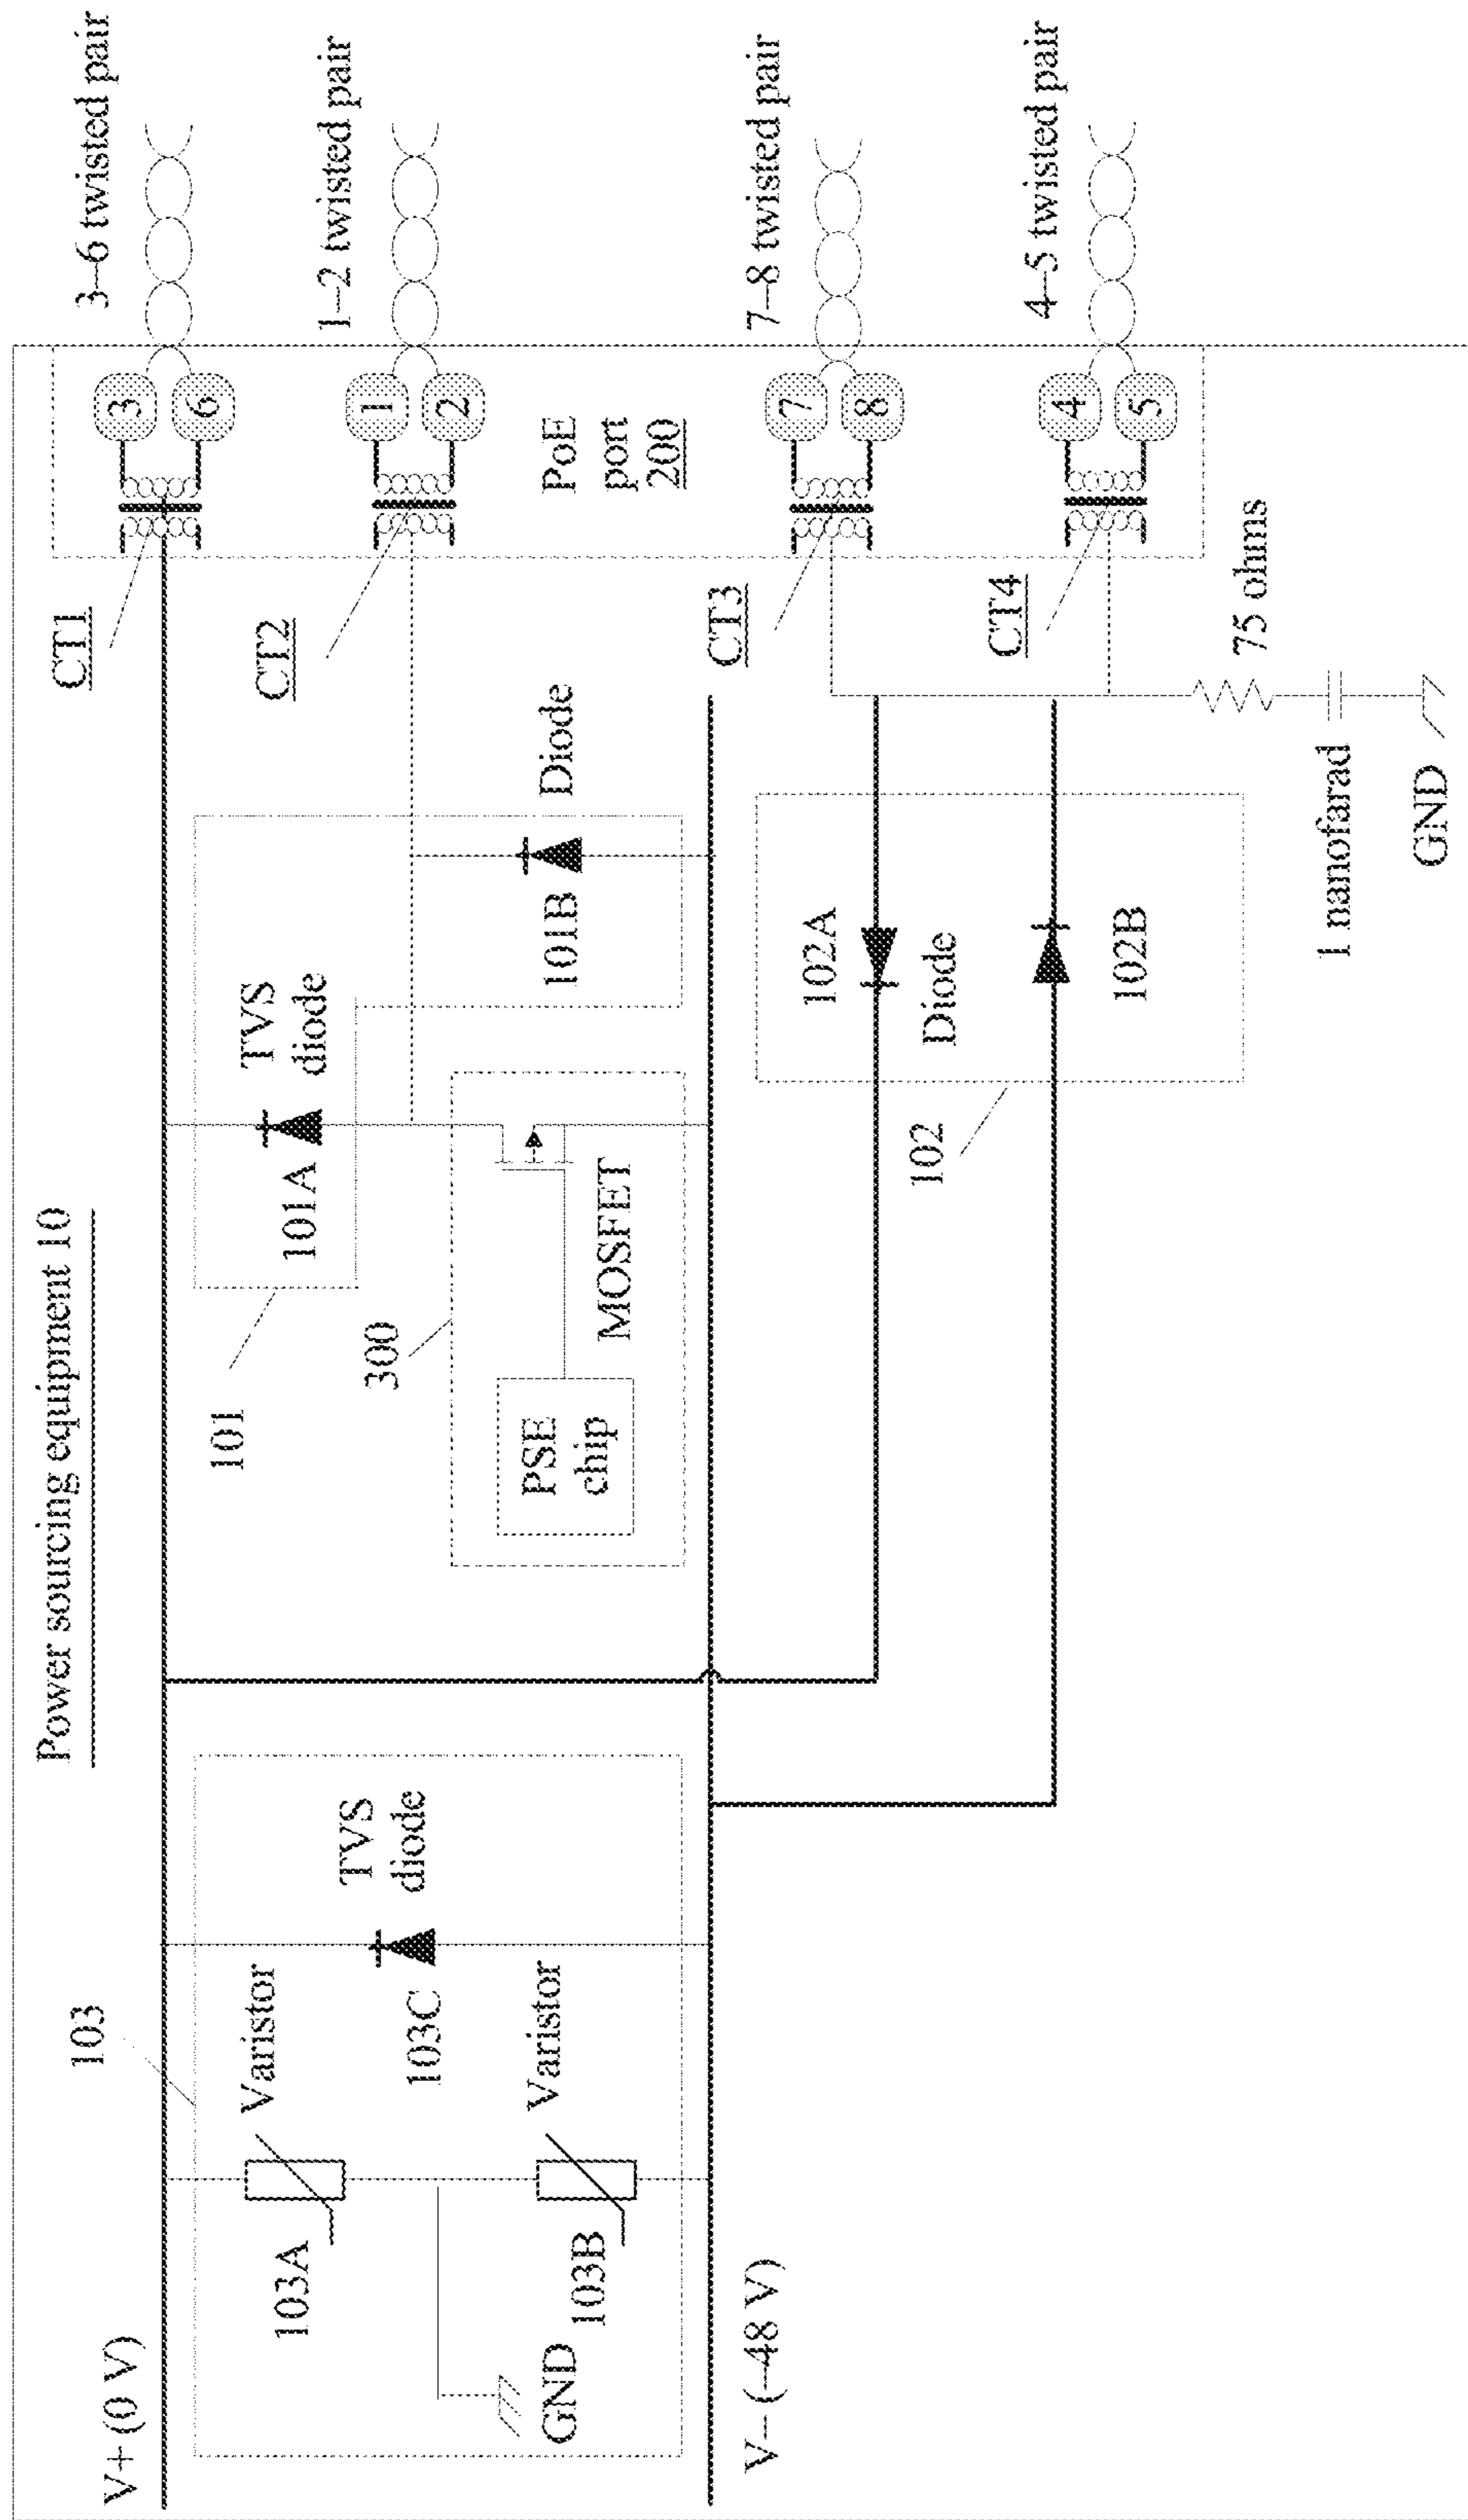 Power sourcing equipment 10
V+ (0 V)
103
Varistor
103A
TVS
diode
103C
Varistor
103B
GND
V– (–48 V)
101
TVS
diode
101A
300
PSE
chip
MOSFET
101B
Diode
CT1
CT2
CT3
CT4
3
6
1
2
PoE
port
200
7
8
4
5
3–6 twisted pair
1–2 twisted pair
7–8 twisted pair
4–5 twisted pair
102
102A
Diode
102B
75 ohms
1 nanofarad
GND